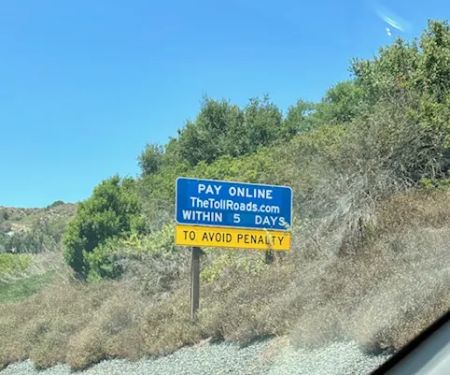 PAY ONLINE
TheTollRoads.com
WITHIN 5 DAYS
TO AVOID PENALTY